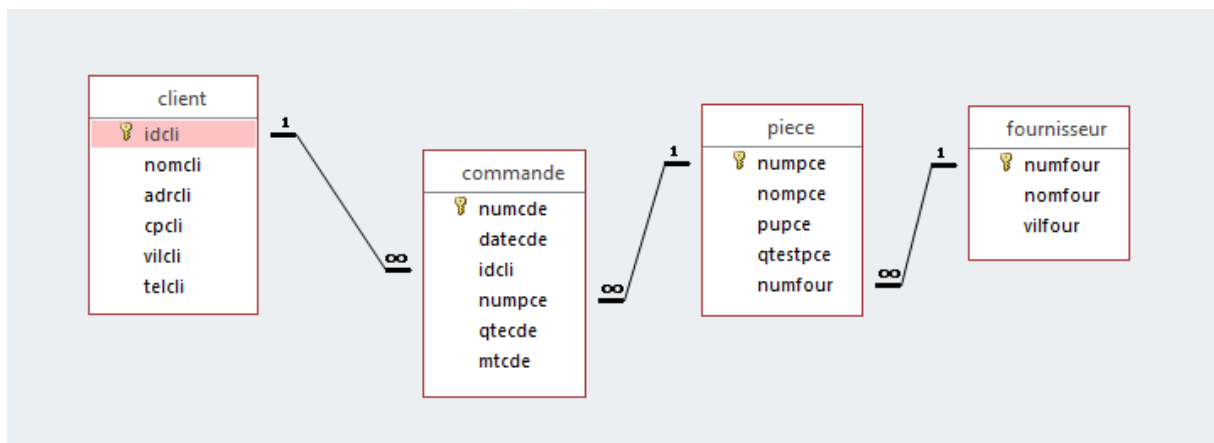 client
idcli
nomcli
adrcli
cpcli
vilcli
telcli
1
∞
commande
numcde
datecde
idcli
numpce
qtecde
mtcde
∞
1
piece
numpce
nompce
pupce
qtestpce
numfour
∞
1
fournisseur
numfour
nomfour
vilfour